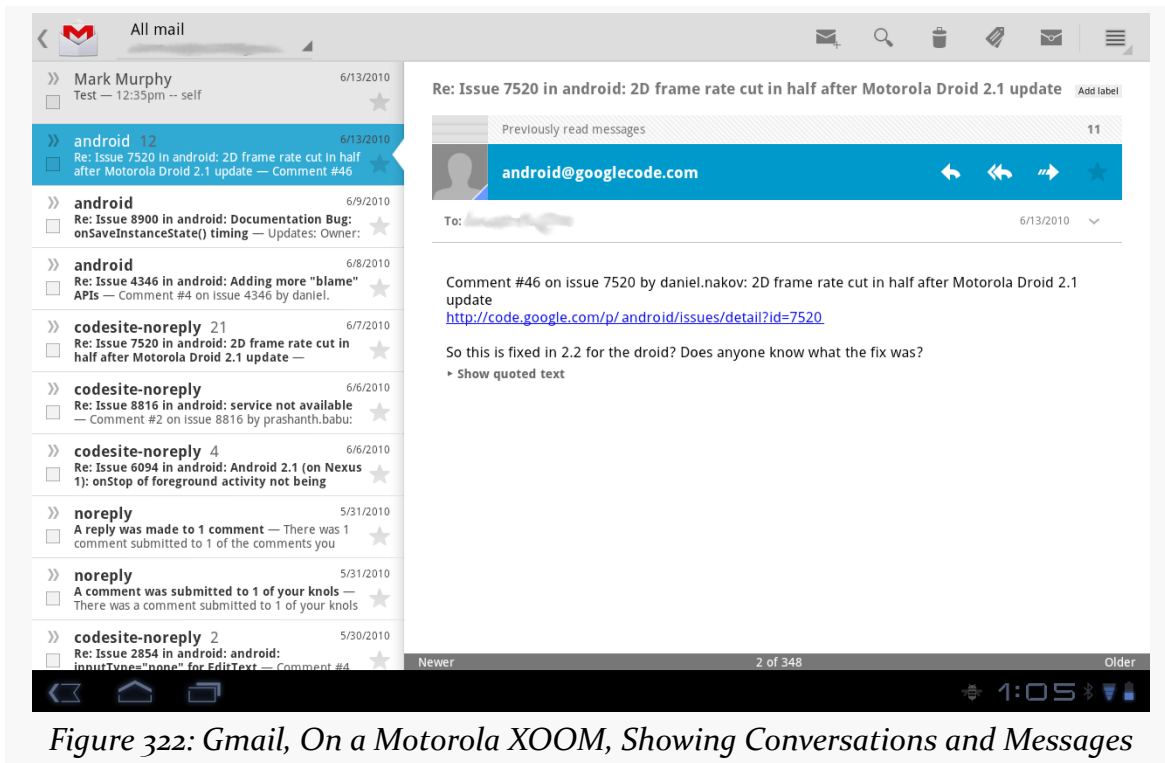 All mail
Mark Murphy 6/13/2010
Test — 12:35pm -- self
android 12 6/13/2010
Re: Issue 7520 in android: 2D frame rate cut in half
after Motorola Droid 2.1 update — Comment #46
android 6/9/2010
Re: Issue 8900 in android: Documentation Bug:
onSaveInstanceState() timing — Updates: Owner:
android 6/8/2010
Re: Issue 4346 in android: Adding more "blame"
APIs — Comment #4 on issue 4346 by daniel.
codesite-noreply 21 6/7/2010
Re: Issue 7520 in android: 2D frame rate cut in
half after Motorola Droid 2.1 update —
codesite-noreply 6/6/2010
Re: Issue 8816 in android: service not available
— Comment #2 on issue 8816 by prashanth.babu:
codesite-noreply 4 6/6/2010
Re: Issue 6094 in android: Android 2.1 (on Nexus
1): onStop of foreground activity not being
noreply 5/31/2010
A reply was made to 1 comment — There was 1
comment submitted to 1 of the comments you
noreply 5/31/2010
A comment was submitted to 1 of your knols —
There was a comment submitted to 1 of your knols
codesite-noreply 2 5/30/2010
Re: Issue 2854 in android: android:
inputType="none" for EditText — Comment #4
Re: Issue 7520 in android: 2D frame rate cut in half after Motorola Droid 2.1 update Add label
Previously read messages 11
android@googlecode.com
To: 6/13/2010
Comment #46 on issue 7520 by daniel.nakov: 2D frame rate cut in half after Motorola Droid 2.1
update
http://code.google.com/p/android/issues/detail?id=7520
So this is fixed in 2.2 for the droid? Does anyone know what the fix was?
Show quoted text
Newer 2 of 348 Older
1:05
Figure 322: Gmail, On a Motorola XOOM, Showing Conversations and Messages